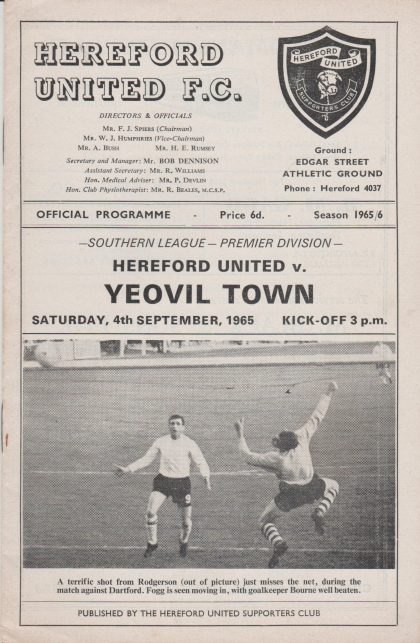 HEREFORD
UNITED F.C.
DIRECTORS & OFFICIALS
MR. F. J. SPIERS (Chairman)
MR. W. J. HUMPHRIES (Vice-Chairman)
MR. A. BUSH MR. H. E. RUMSEY
Secretary and Manager: MR. BOB DENNISON
Assistant Secretary: MR. R. WILLIAMS
Hon. Medical Adviser: MR. P. DEVLIN
Hon. Club Physiotherapist: MR. R. BEALES, M.C.S.P.
HEREFORD
UNITED
SUPPORTERS CLUB
Ground :
EDGAR STREET
ATHLETIC GROUND
Phone : Hereford 4037
OFFICIAL PROGRAMME - Price 6d. - Season 1965/6
—SOUTHERN LEAGUE — PREMIER DIVISION —
HEREFORD UNITED v.
YEOVIL TOWN
SATURDAY, 4th SEPTEMBER, 1965 KICK-OFF 3 p.m.
9
A terrific shot from Rodgerson (out of picture) just misses the net, during the
match against Dartford. Fogg is seen moving in, with goalkeeper Bourne well beaten.
PUBLISHED BY THE HEREFORD UNITED SUPPORTERS CLUB